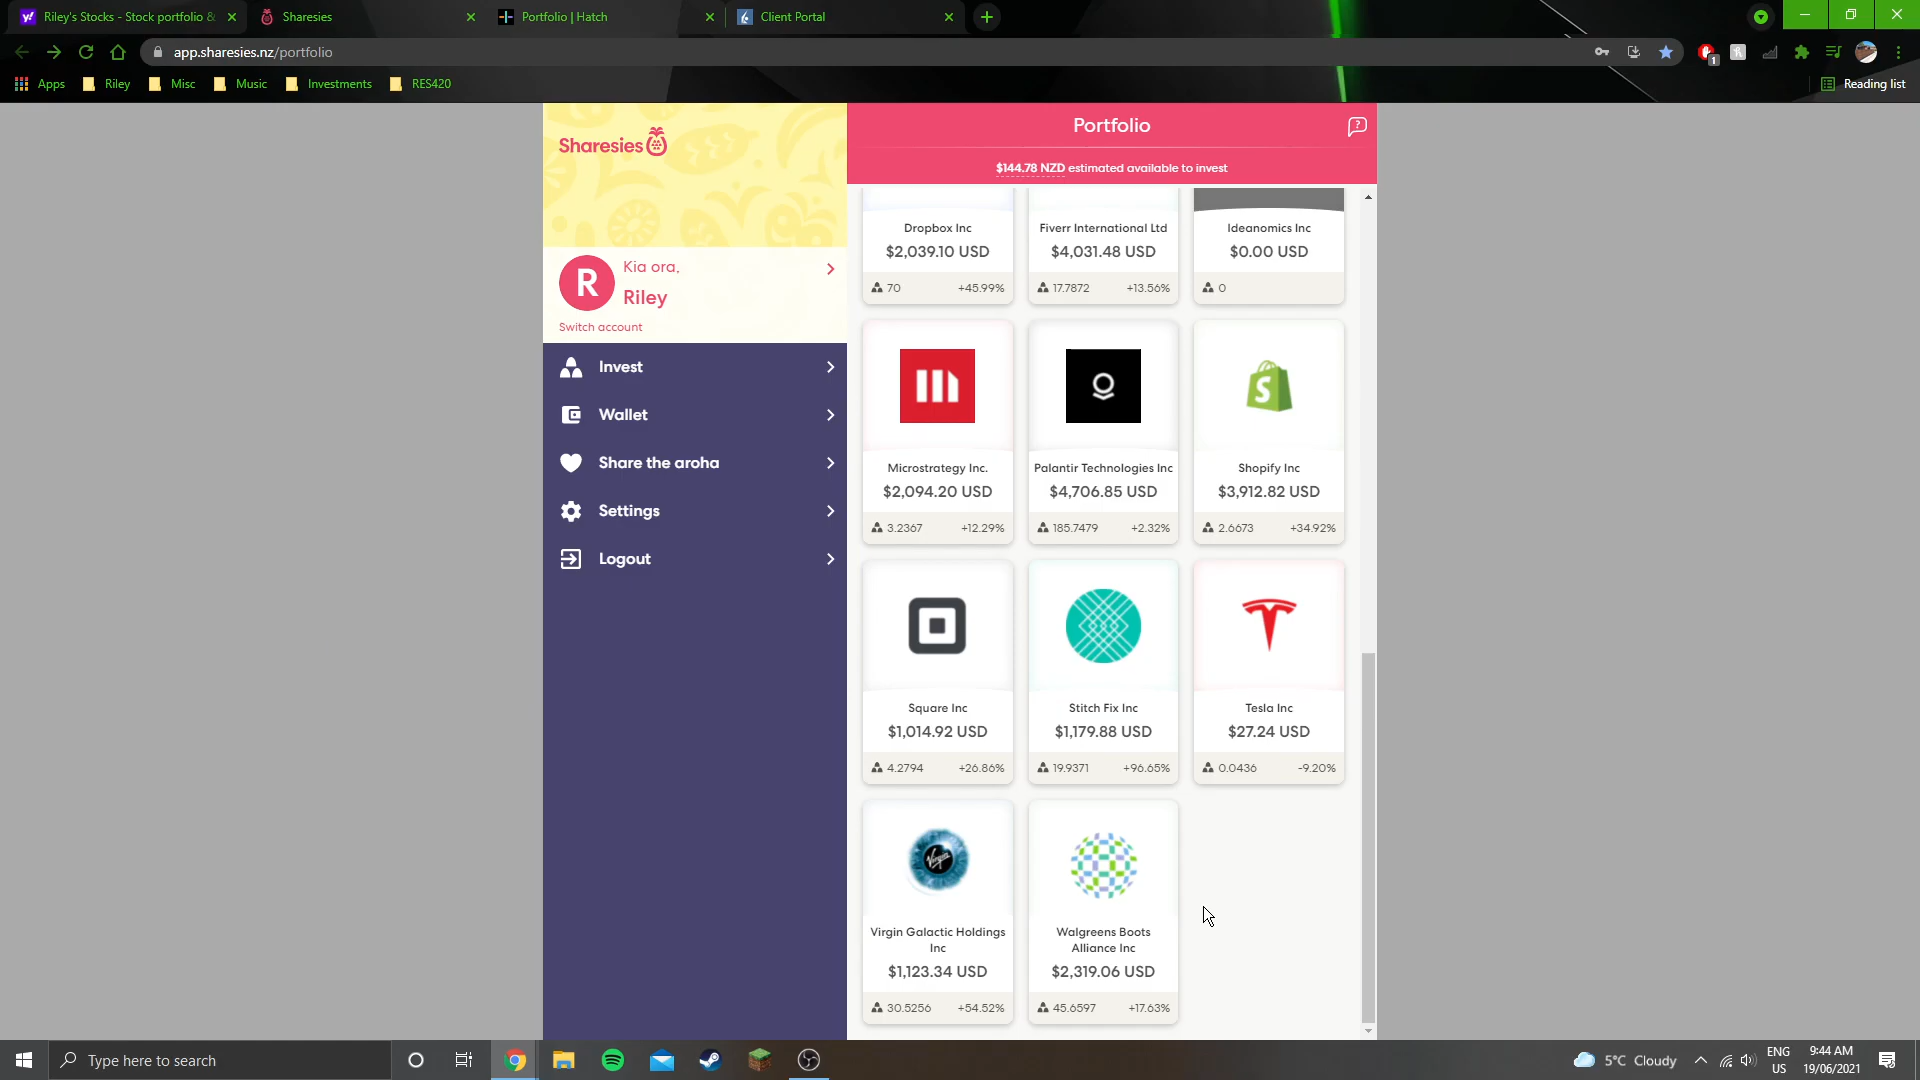 Riley's Stocks - Stock portfolio &
Sharesies
Portfolio | Hatch
Client Portal
app.sharesies.nz/portfolio
1
Apps
Riley
Misc
Music
Investments
RES420
Reading list
Sharesies
Portfolio
$144.78 NZD estimated available to invest
R
Kia ora,
Riley
Switch account
Invest
Wallet
Share the aroha
Settings
Logout
Dropbox Inc
$2,039.10 USD
70 +45.99%
Fiverr International Ltd
$4,031.48 USD
17.7872 +13.56%
Ideanomics Inc
$0.00 USD
0
Microstrategy Inc.
$2,094.20 USD
3.2367 +12.29%
Palantir Technologies Inc
$4,706.85 USD
185.7479 +2.32%
Shopify Inc
$3,912.82 USD
2.6673 +34.92%
Square Inc
$1,014.92 USD
4.2794 +26.86%
Stitch Fix Inc
$1,179.88 USD
19.9371 +96.65%
Tesla Inc
$27.24 USD
0.0436 -9.20%
Virgin
Virgin Galactic Holdings
Inc
$1,123.34 USD
30.5256 +54.52%
Walgreens Boots
Alliance Inc
$2,319.06 USD
45.6597 +17.63%
Type here to search
5°C Cloudy
ENG
US
9:44 AM
19/06/2021